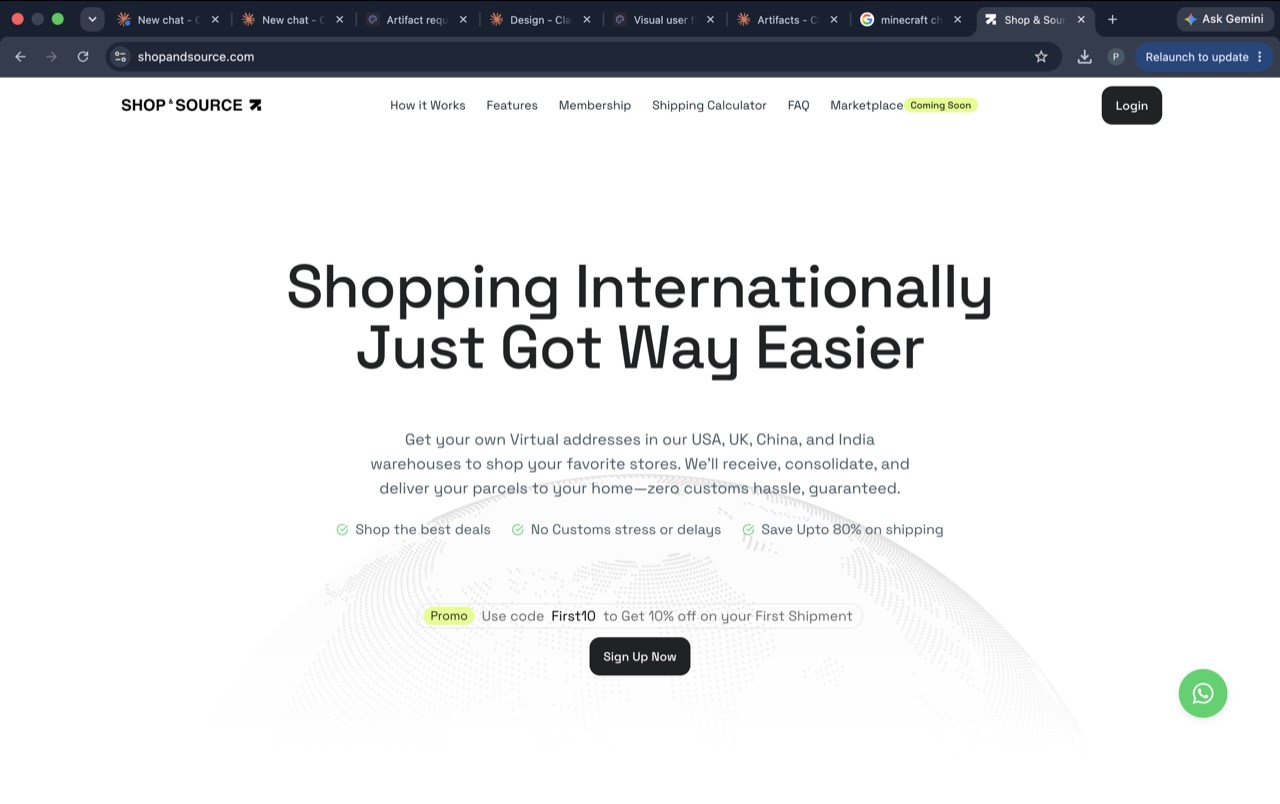 New chat - C
New chat - C
Artifact requ
Design - Cla
Visual user f
Artifacts - C
minecraft ch
Shop & Sour
Ask Gemini
shopandsource.com
P
Relaunch to update
SHOP & SOURCE
How it Works
Features
Membership
Shipping Calculator
FAQ
Marketplace
Coming Soon
Login
Shopping Internationally
Just Got Way Easier
Get your own Virtual addresses in our USA, UK, China, and India
warehouses to shop your favorite stores. We'll receive, consolidate, and
deliver your parcels to your home—zero customs hassle, guaranteed.
Shop the best deals
No Customs stress or delays
Save Upto 80% on shipping
Promo Use code First10 to Get 10% off on your First Shipment
Sign Up Now